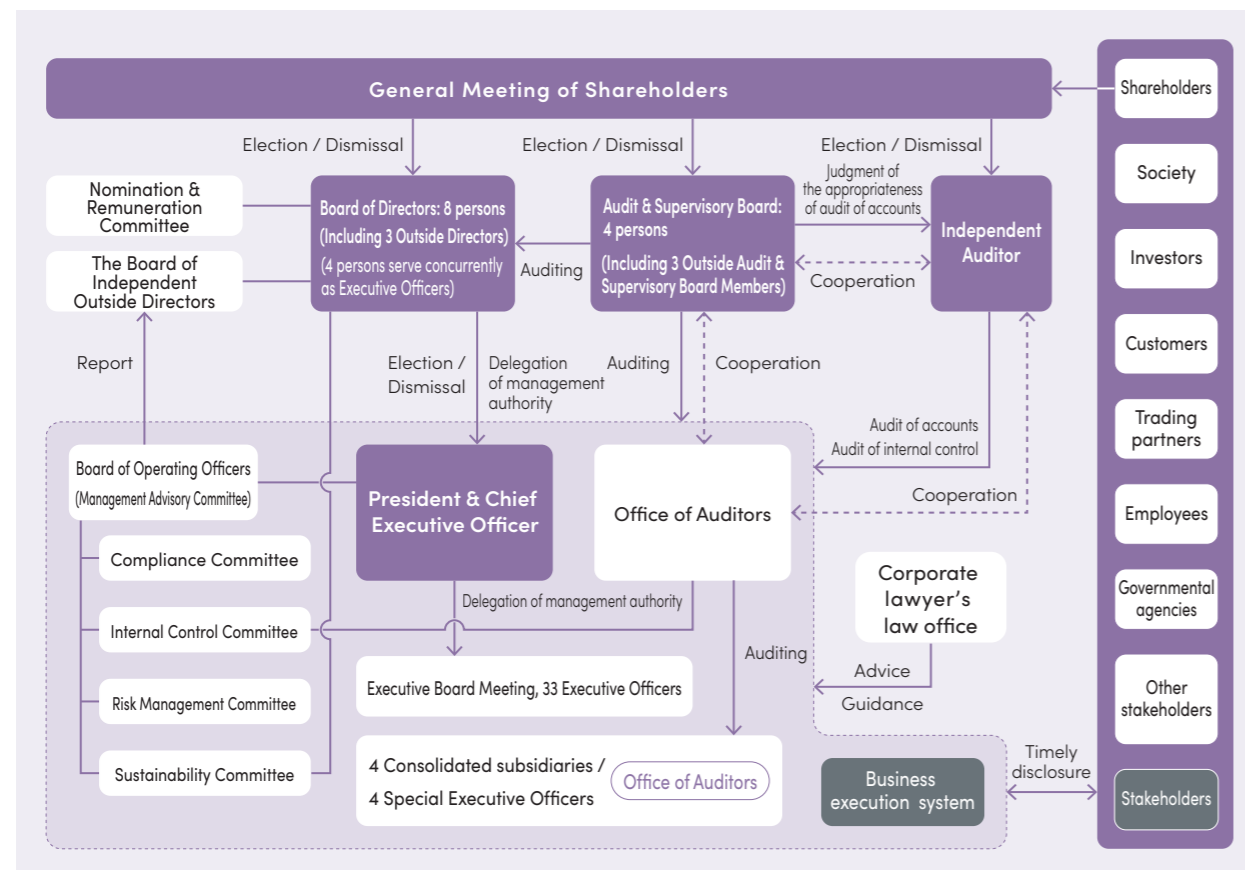 General Meeting of Shareholders
Election / Dismissal
Election / Dismissal
Election / Dismissal
Nomination &
Remuneration
Committee
The Board of
Independent
Outside Directors
Board of Directors: 8 persons
(Including 3 Outside Directors)
(4 persons serve concurrently
as Executive Officers)
Auditing
Audit & Supervisory Board:
4 persons
(Including 3 Outside Audit &
Supervisory Board Members)
Judgment of
the appropriateness
of audit of accounts
Cooperation
Independent
Auditor
Report
Election /
Dismissal
Delegation
of management
authority
Auditing
Cooperation
Audit of accounts
Audit of internal control
Cooperation
Board of Operating Officers
(Management Advisory Committee)
Compliance Committee
Internal Control Committee
Risk Management Committee
Sustainability Committee
President & Chief
Executive Officer
Office of Auditors
Delegation of management authority
Executive Board Meeting, 33 Executive Officers
Auditing
4 Consolidated subsidiaries /
4 Special Executive Officers
Office of Auditors
Corporate
lawyer's
law office
Advice
Guidance
Business
execution system
Timely
disclosure
Shareholders
Society
Investors
Customers
Trading
partners
Employees
Governmental
agencies
Other
stakeholders
Stakeholders